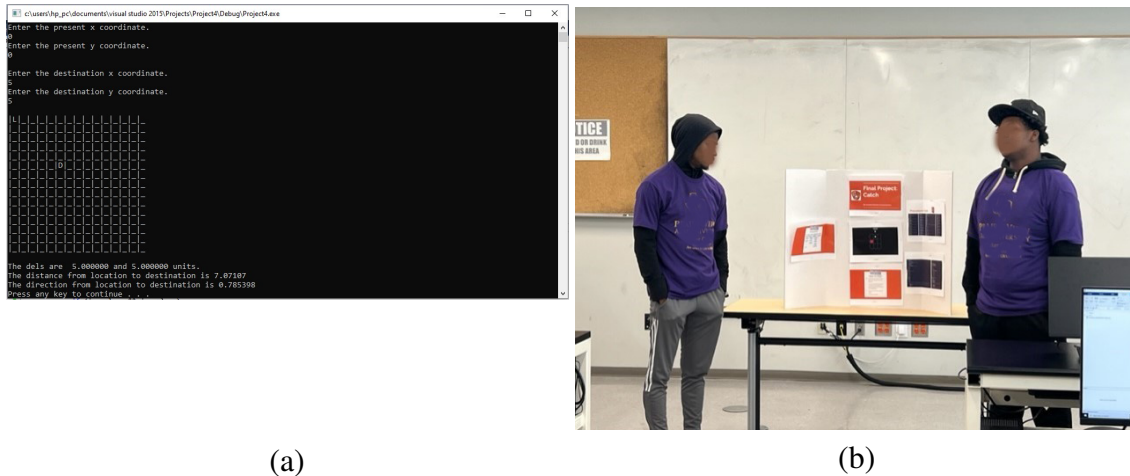 c:\users\hp_pc\documents\visual studio 2015\Projects\Project4\Debug\Project4.exe
Enter the present x coordinate.
0
Enter the present y coordinate.
0
Enter the destination x coordinate.
5
Enter the destination y coordinate.
5
|L|_|_|_|_|_|_|_|_|_|_|_|_|_|_
|_|_|_|_|_|_|_|_|_|_|_|_|_|_|_
|_|_|_|_|_|_|_|_|_|_|_|_|_|_|_
|_|_|_|_|_|_|_|_|_|_|_|_|_|_|_
|_|_|_|_|_|_|_|_|_|_|_|_|_|_|_
|_|_|_|_|_|D|_|_|_|_|_|_|_|_|_
|_|_|_|_|_|_|_|_|_|_|_|_|_|_|_
|_|_|_|_|_|_|_|_|_|_|_|_|_|_|_
|_|_|_|_|_|_|_|_|_|_|_|_|_|_|_
|_|_|_|_|_|_|_|_|_|_|_|_|_|_|_
|_|_|_|_|_|_|_|_|_|_|_|_|_|_|_
|_|_|_|_|_|_|_|_|_|_|_|_|_|_|_
|_|_|_|_|_|_|_|_|_|_|_|_|_|_|_
|_|_|_|_|_|_|_|_|_|_|_|_|_|_|_
|_|_|_|_|_|_|_|_|_|_|_|_|_|_|_
The dels are  5.000000 and 5.000000 units.
The distance from location to destination is 7.07107
The direction from location to destination is 0.785398
Press any key to continue . . .
TICE
D OR DRINK
HIS AREA
Final Project:
Catch
(a)
(b)